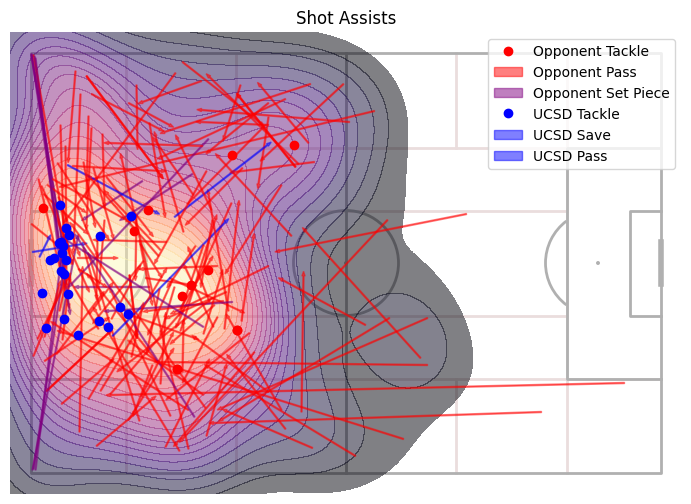 Shot Assists
Opponent Tackle
Opponent Pass
Opponent Set Piece
UCSD Tackle
UCSD Save
UCSD Pass